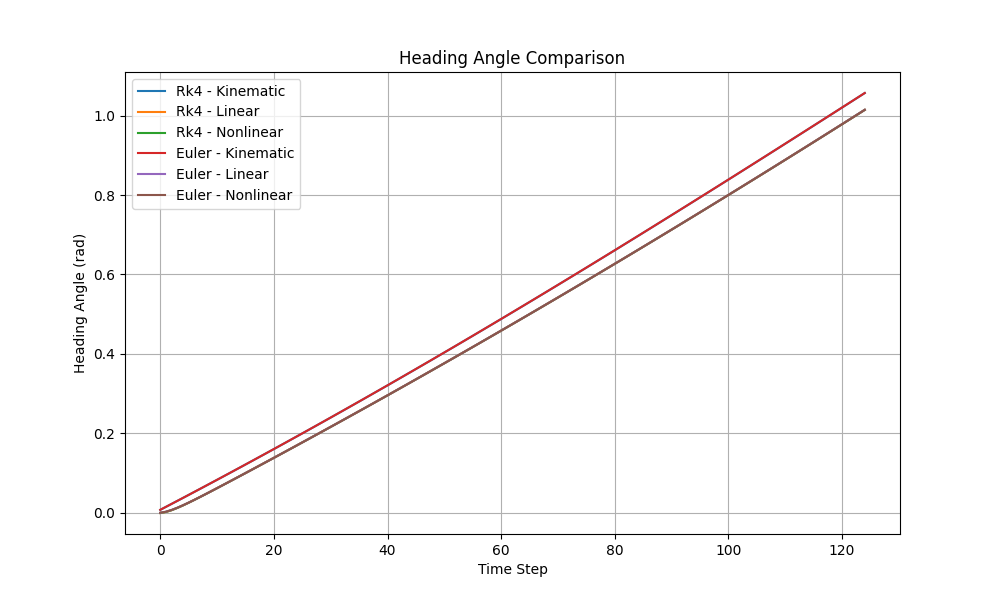 Heading Angle Comparison
Rk4 - Kinematic
Rk4 - Linear
Rk4 - Nonlinear
Euler - Kinematic
Euler - Linear
Euler - Nonlinear
Heading Angle (rad)
1.0
0.8
0.6
0.4
0.2
0.0
0 20 40 60 80 100 120
Time Step